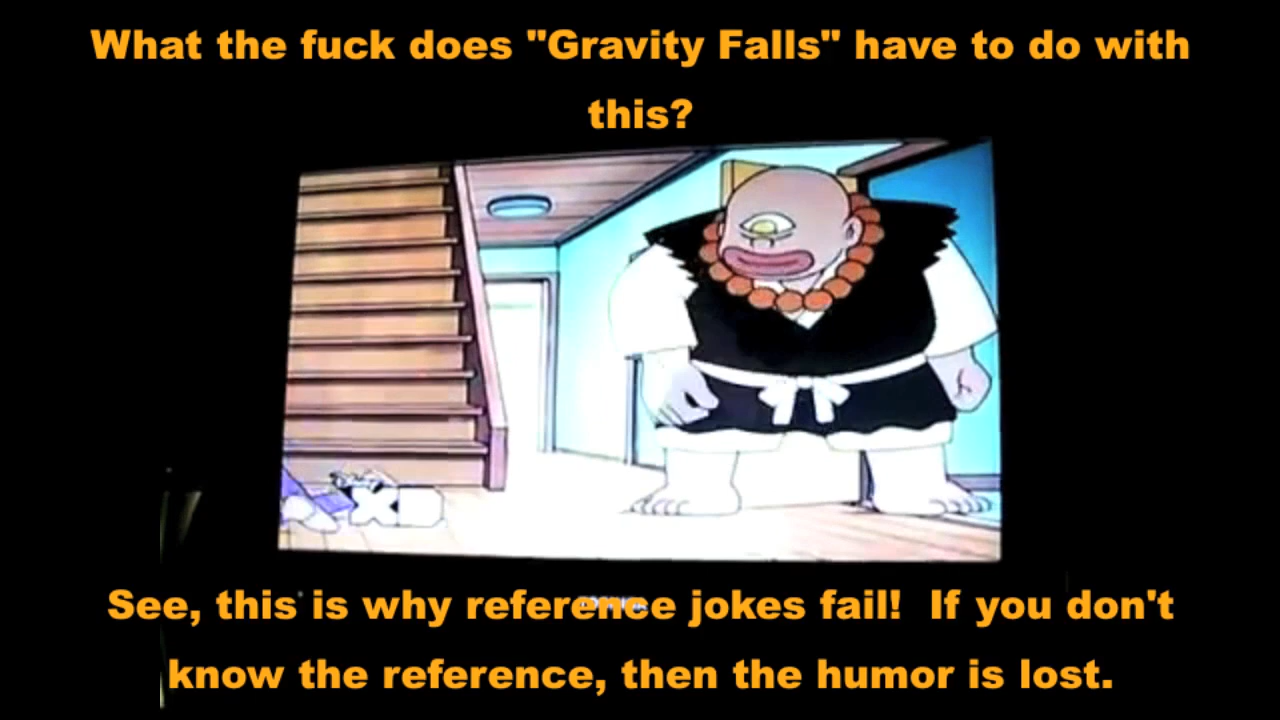 What the fuck does "Gravity Falls" have to do with
this?
XD
See, this is why reference jokes fail!  If you don't
know the reference, then the humor is lost.